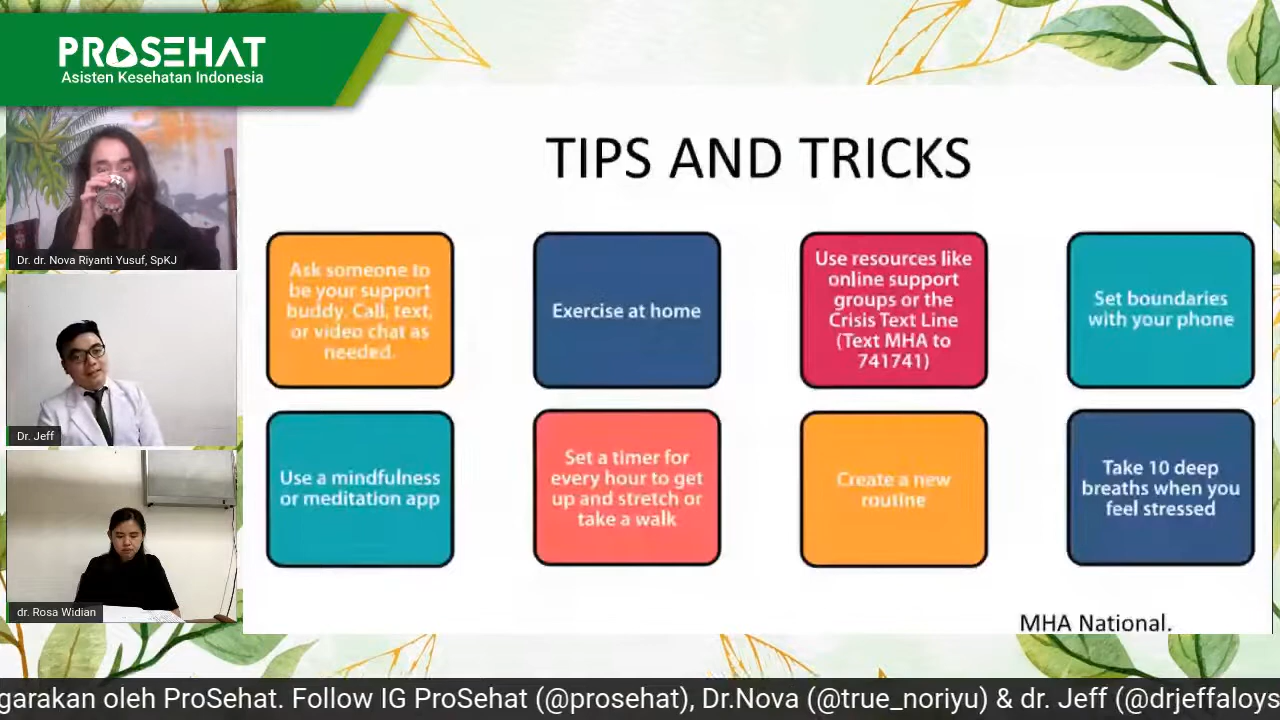 PROSEHAT
Asisten Kesehatan Indonesia
Dr. dr. Nova Riyanti Yusuf, SpKJ
Dr. Jeff
dr. Rosa Widian
TIPS AND TRICKS
Ask someone to
be your support
buddy. Call, text,
or video chat as
needed.
Exercise at home
Use resources like
online support
groups or the
Crisis Text Line
(Text MHA to
741741)
Set boundaries
with your phone
Use a mindfulness
or meditation app
Set a timer for
every hour to get
up and stretch or
take a walk
Create a new
routine
Take 10 deep
breaths when you
feel stressed
MHA National.
garakan oleh ProSehat. Follow IG ProSehat (@prosehat), Dr.Nova (@true_noriyu) & dr. Jeff (@drjeffaloys